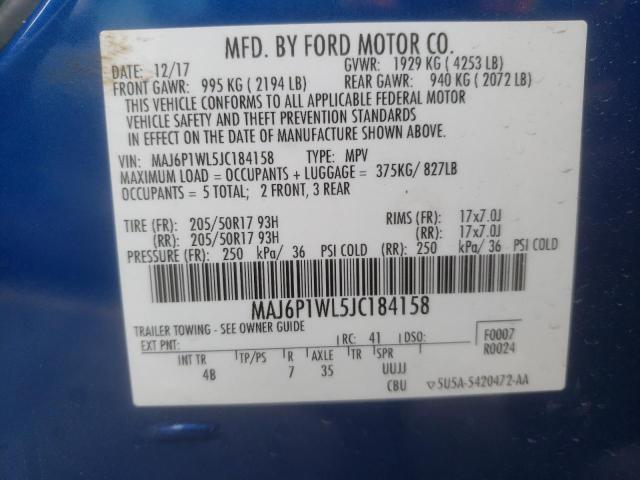 MFD. BY FORD MOTOR CO.
DATE: 12/17 GVWR: 1929 KG ( 4253 LB)
FRONT GAWR: 995 KG ( 2194 LB) REAR GAWR: 940 KG ( 2072 LB)
THIS VEHICLE CONFORMS TO ALL APPLICABLE FEDERAL MOTOR
VEHICLE SAFETY AND THEFT PREVENTION STANDARDS
IN EFFECT ON THE DATE OF MANUFACTURE SHOWN ABOVE.
VIN: MAJ6P1WL5JC184158 TYPE: MPV
MAXIMUM LOAD = OCCUPANTS + LUGGAGE = 375KG/ 827LB
OCCUPANTS = 5 TOTAL; 2 FRONT, 3 REAR
TIRE (FR): 205/50R17 93H RIMS (FR): 17x7.0J
(RR): 205/50R17 93H (RR): 17x7.0J
PRESSURE (FR): 250 kPa/ 36 PSI COLD (RR): 250 kPa/ 36 PSI COLD
MAJ6P1WL5JC184158
TRAILER TOWING - SEE OWNER GUIDE
EXT PNT: RC: 41 DSO: F0007
R0024
INT TR TP/PS R AXLE TR SPR
4B 7 35 UUJJ
CBU 5U5A-5420472-AA